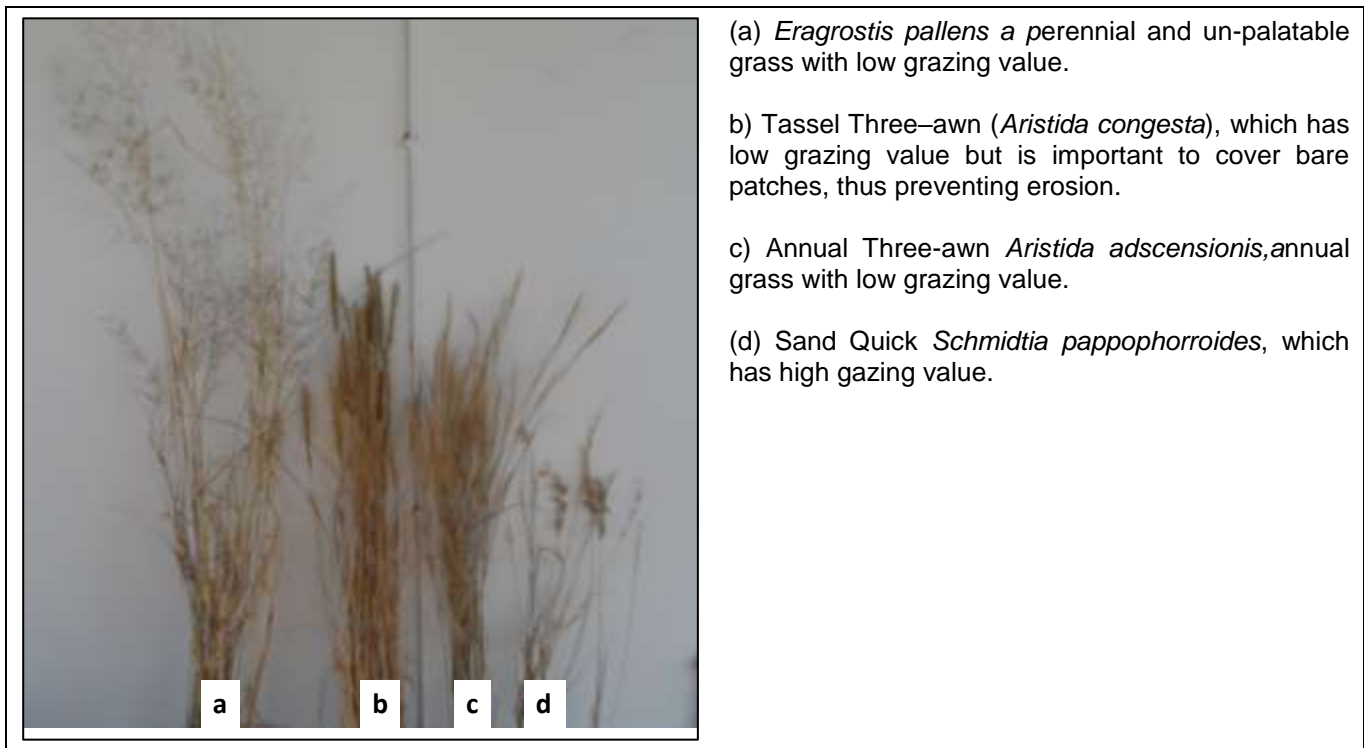 (a) Eragrostis pallens a perennial and un-palatable
grass with low grazing value.
b) Tassel Three–awn (Aristida congesta), which has
low grazing value but is important to cover bare
patches, thus preventing erosion.
c) Annual Three-awn Aristida adscensionis,annual
grass with low grazing value.
(d) Sand Quick Schmidtia pappophorroides, which
has high gazing value.
a b c d